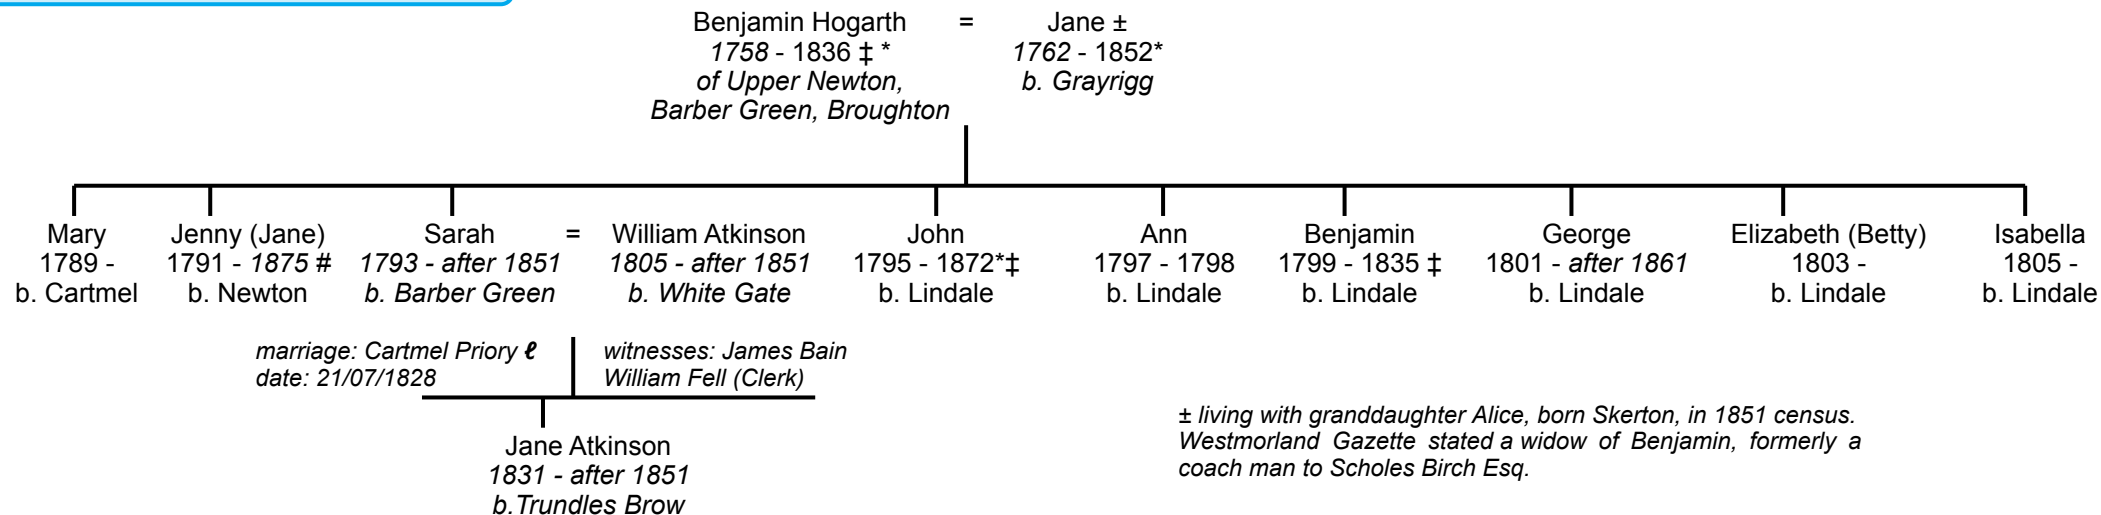 Benjamin Hogarth = Jane ±
1758 - 1836 ‡ * 1762 - 1852*
of Upper Newton, b. Grayrigg
Barber Green, Broughton
Mary Jenny (Jane) Sarah = William Atkinson John Ann Benjamin George Elizabeth (Betty) Isabella
1789 - 1791 - 1875 # 1793 - after 1851 1805 - after 1851 1795 - 1872*‡ 1797 - 1798 1799 - 1835 ‡ 1801 - after 1861 1803 - 1805 -
b. Cartmel b. Newton b. Barber Green b. White Gate b. Lindale b. Lindale b. Lindale b. Lindale b. Lindale b. Lindale
marriage: Cartmel Priory ℓ witnesses: James Bain
date: 21/07/1828 William Fell (Clerk)
Jane Atkinson
1831 - after 1851
b.Trundles Brow
± living with granddaughter Alice, born Skerton, in 1851 census.
Westmorland Gazette stated a widow of Benjamin, formerly a
coach man to Scholes Birch Esq.